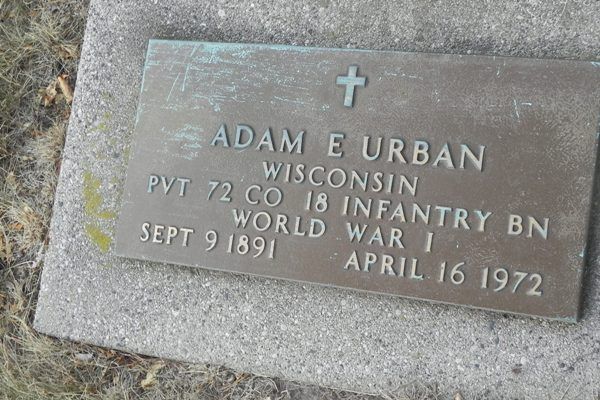 ADAM E URBAN
WISCONSIN
PVT 72 CO 18 INFANTRY BN
WORLD WAR I
SEPT 9 1891 APRIL 16 1972